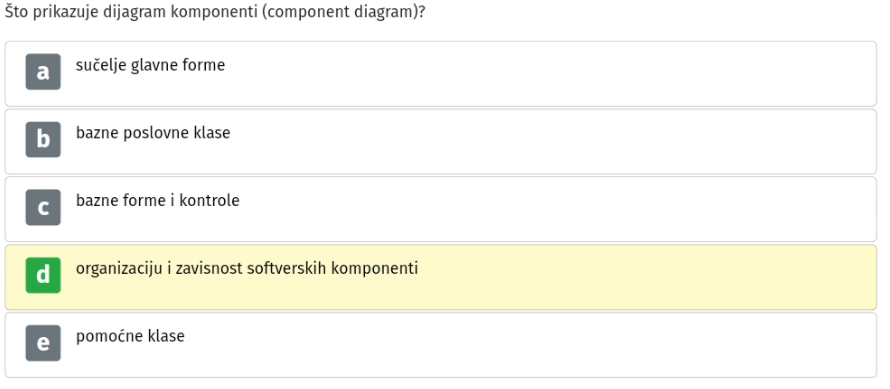 Što prikazuje dijagram komponenti (component diagram)?
a sučelje glavne forme
b bazne poslovne klase
c bazne forme i kontrole
d organizaciju i zavisnost softverskih komponenti
e pomoćne klase